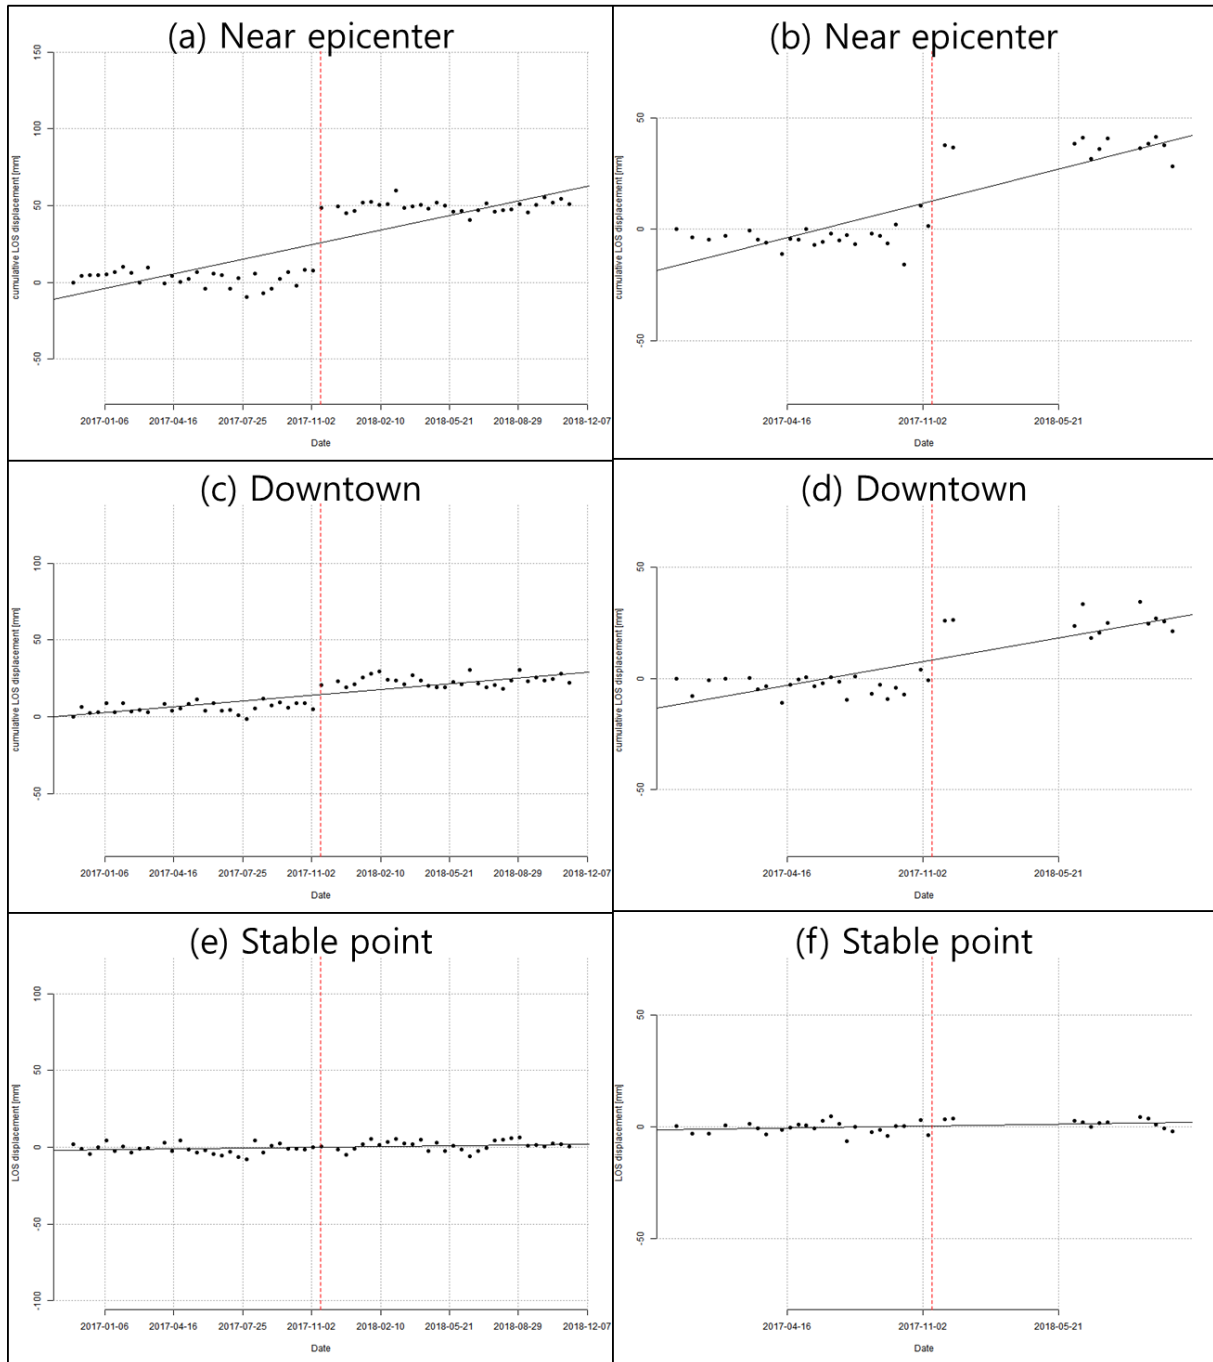 (a) Near epicenter
150
100
50
0
-50
cumulative LOS displacement [mm]
2017-01-06 2017-04-16 2017-07-25 2017-11-02 2018-02-10 2018-05-21 2018-08-29 2018-12-07
Date
(b) Near epicenter
50
0
-50
cumulative LOS displacement [mm]
2017-04-16 2017-11-02 2018-05-21
Date
(c) Downtown
100
50
0
-50
cumulative LOS displacement [mm]
2017-01-06 2017-04-16 2017-07-25 2017-11-02 2018-02-10 2018-05-21 2018-08-29 2018-12-07
Date
(d) Downtown
50
0
-50
cumulative LOS displacement [mm]
2017-04-16 2017-11-02 2018-05-21
Date
(e) Stable point
100
50
0
-50
-100
LOS displacement [mm]
2017-01-06 2017-04-16 2017-07-25 2017-11-02 2018-02-10 2018-05-21 2018-08-29 2018-12-07
Date
(f) Stable point
50
0
-50
LOS displacement [mm]
2017-04-16 2017-11-02 2018-05-21
Date